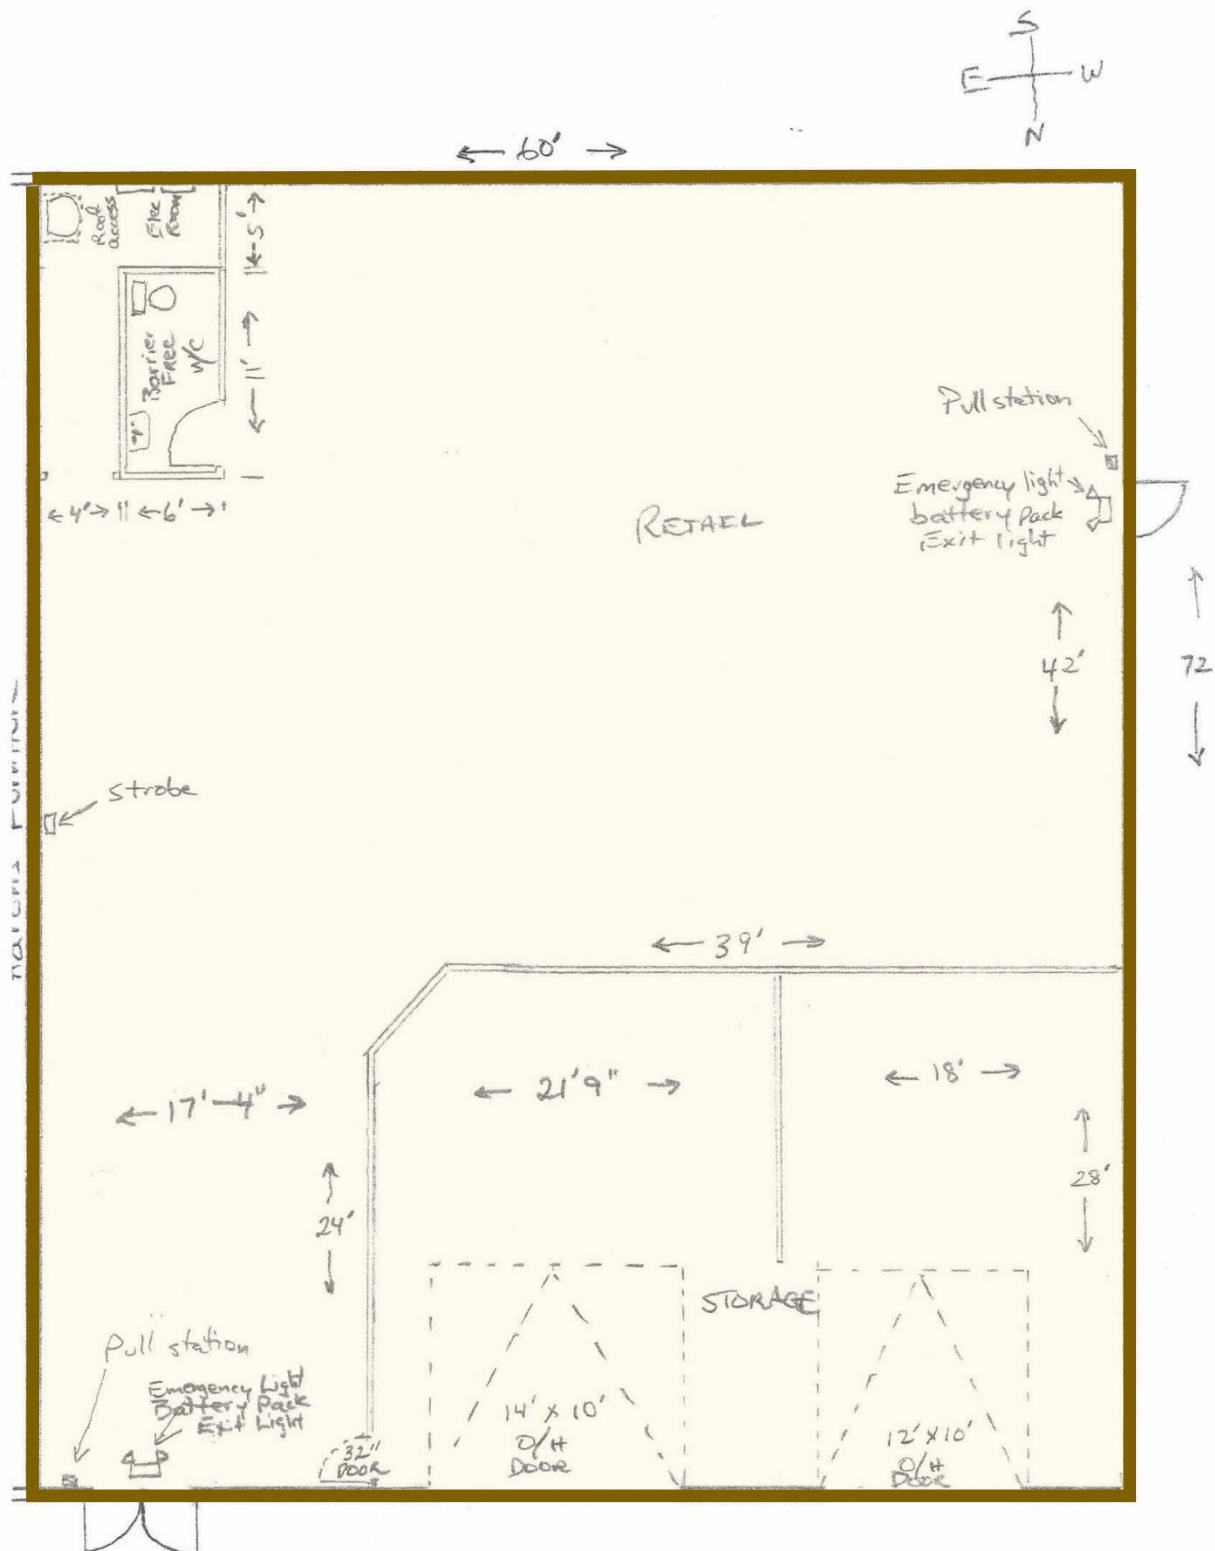 S
E W
N
← 60' →
Roof
access
Elec
Room
← 5' →
Barrier
FREE
W/C
← 11' →
← 4' → ← 6' →
Pull station
Emergency light
battery pack
Exit light
RETAIL
42'
72
strobe
← 39' →
← 17'-4" →
← 21' 9" →
← 18' →
24'
28'
STORAGE
Pull station
Emergency Light
Battery Pack
Exit Light
32"
DOOR
14' x 10'
O/H
DOOR
12' x 10'
O/H
DOOR